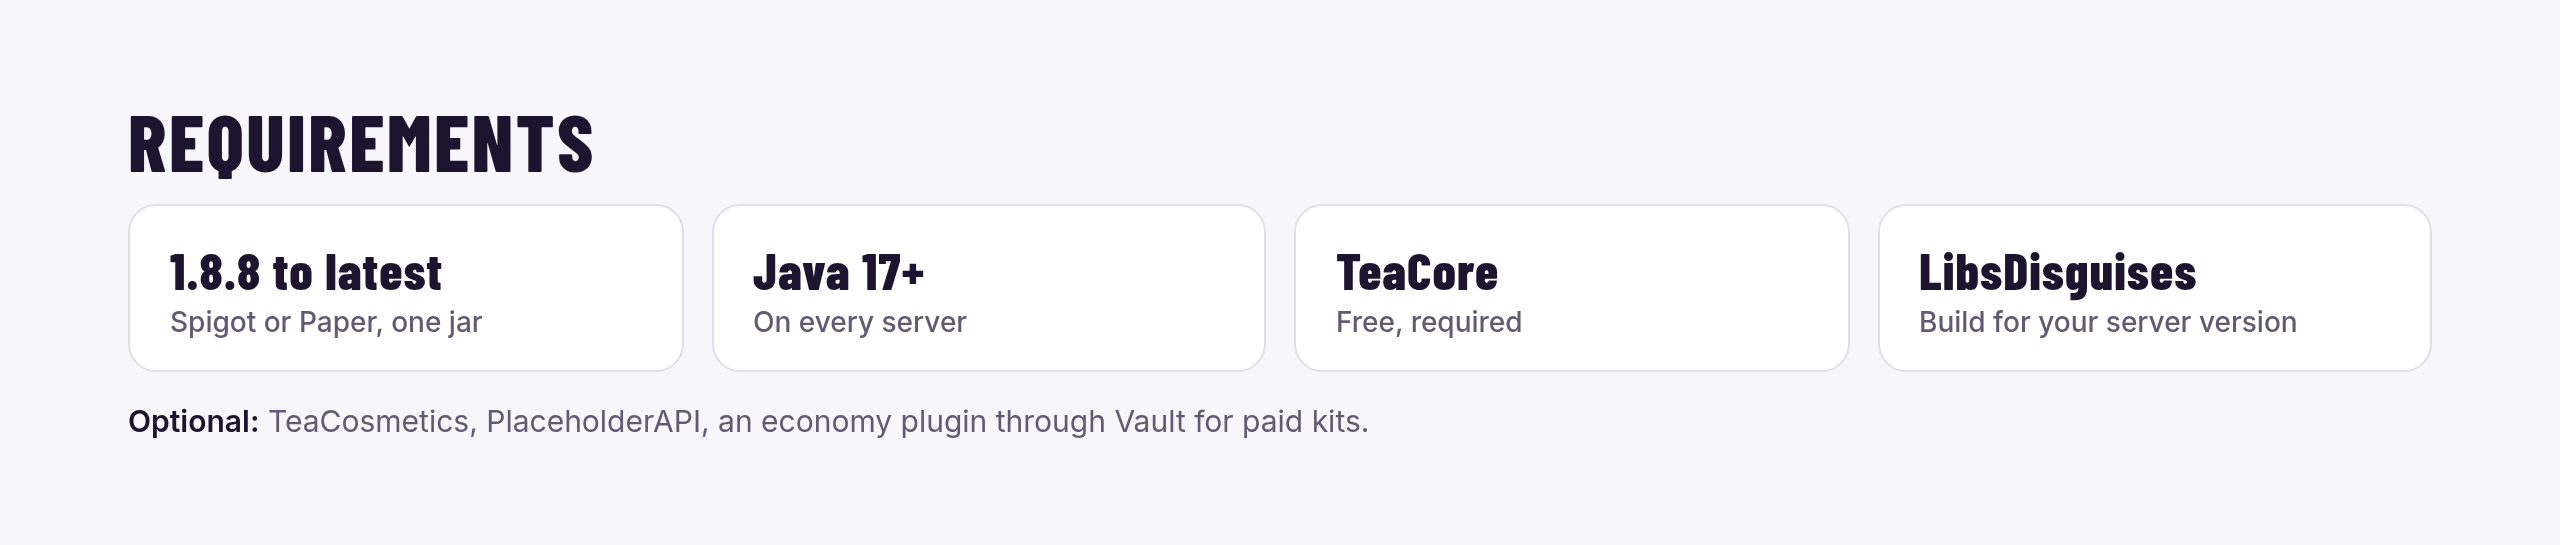 REQUIREMENTS
1.8.8 to latest
Spigot or Paper, one jar
Java 17+
On every server
TeaCore
Free, required
LibsDisguises
Build for your server version
Optional: TeaCosmetics, PlaceholderAPI, an economy plugin through Vault for paid kits.